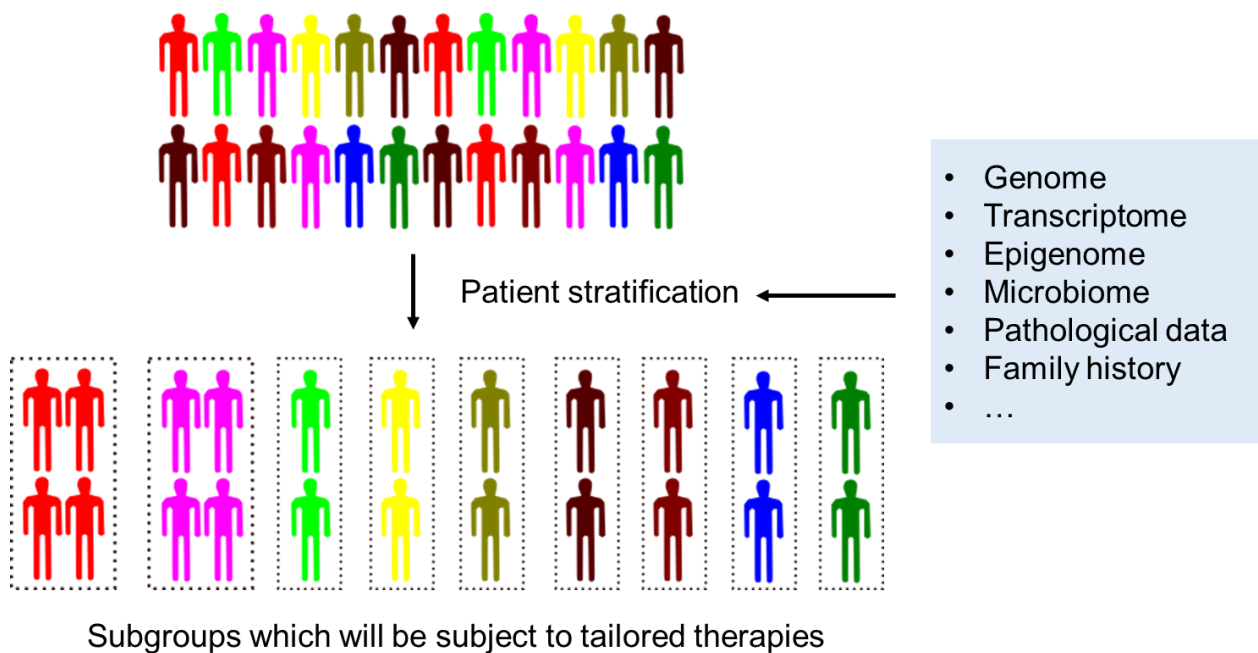 Patient stratification
• Genome
• Transcriptome
• Epigenome
• Microbiome
• Pathological data
• Family history
• …
Subgroups which will be subject to tailored therapies